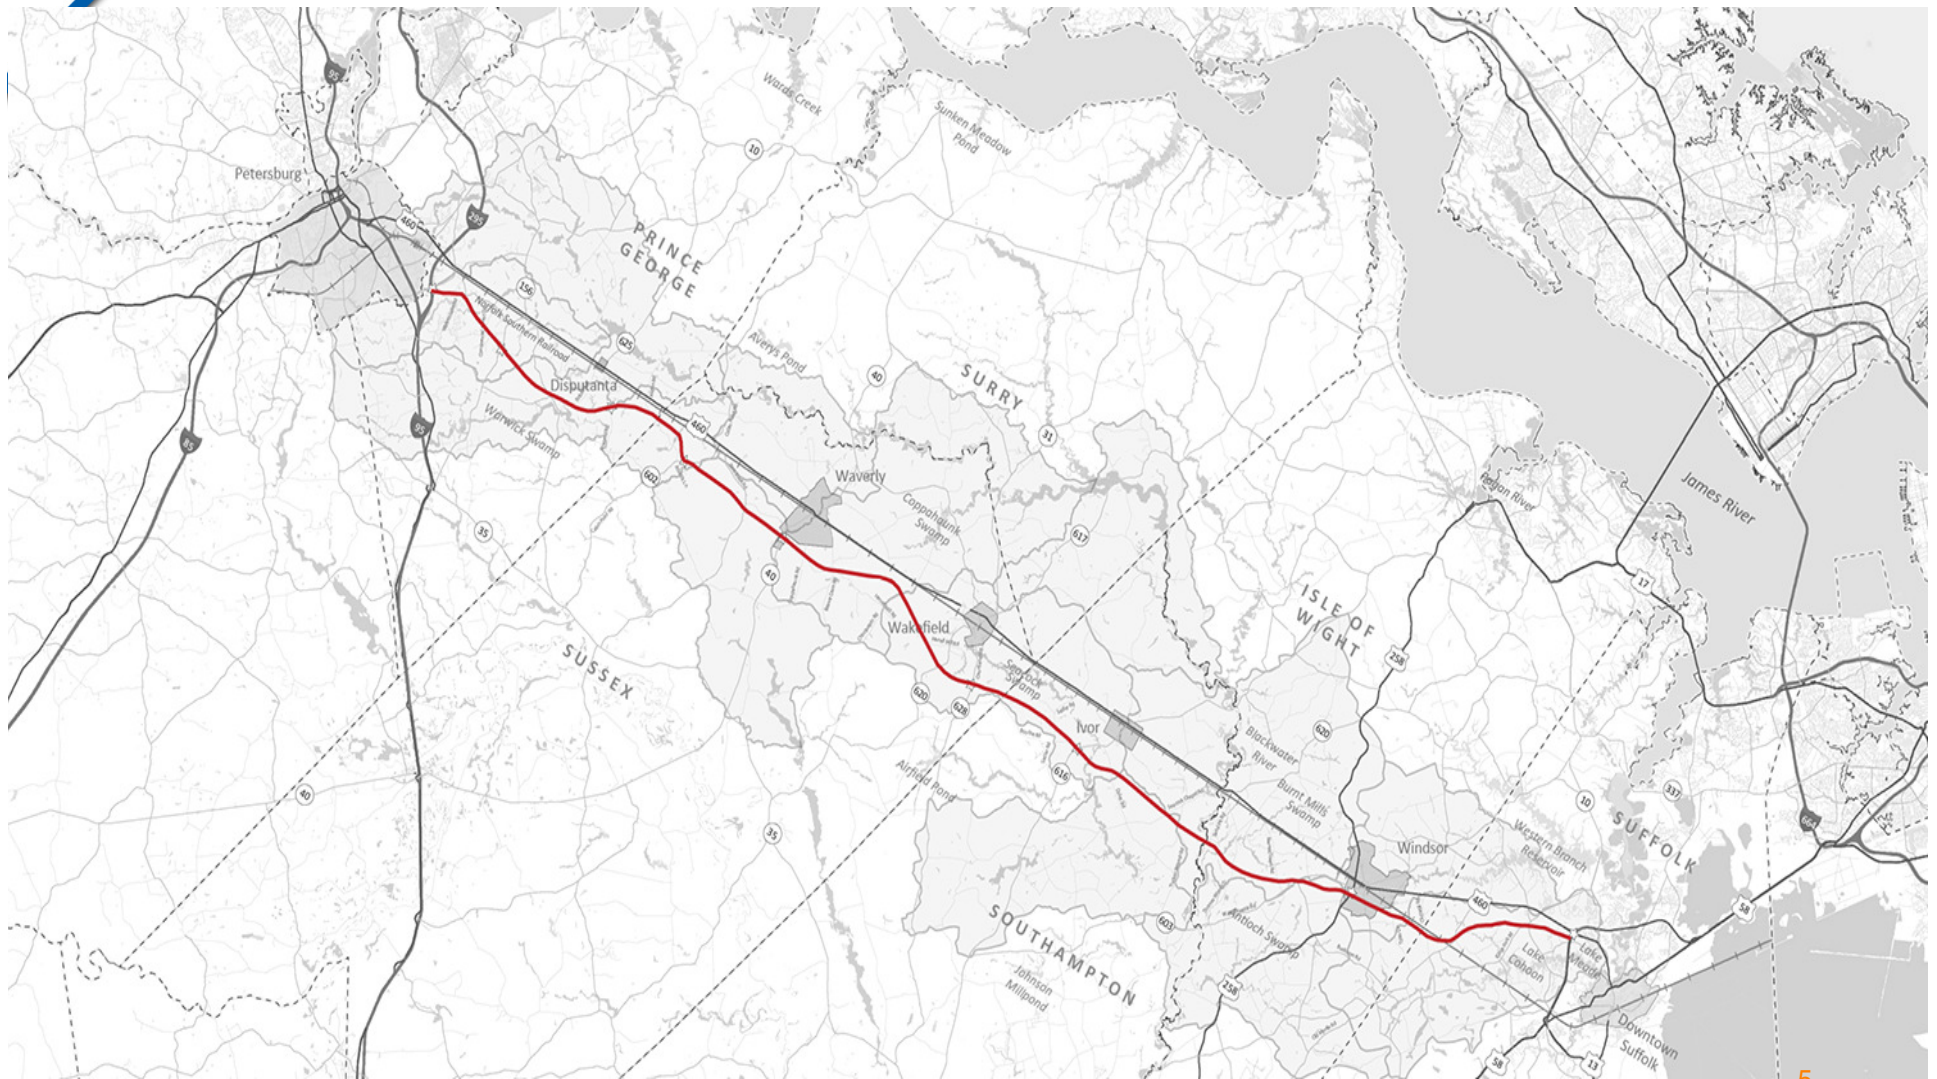 95
Wards Creek
Sunken Meadow
Pond
10
Petersburg
460
295
PRINCE
GEORGE
156
Norfolk Southern Railroad
625
Averys Pond
Disputanta
40
SURRY
Warwick Swamp
460
31
95
85
602
Waverly
Coppahaunk
Swamp
Pagan River
James River
35
617
40
17
ISLE OF
WIGHT
Wakefield
258
SUSSEX
Seacock
Swamp
620
628
Ivor
620
Blackwater
River
616
Airfield Pond
Burnt Mills
Swamp
40
10
337
664
35
SUFFOLK
Windsor
Western Branch
Reservoir
460
58
SOUTHAMPTON
603
Antioch Swamp
Lake
Meade
Lake
Cohoon
Johnson
Millpond
258
Downtown
Suffolk
58
13
5